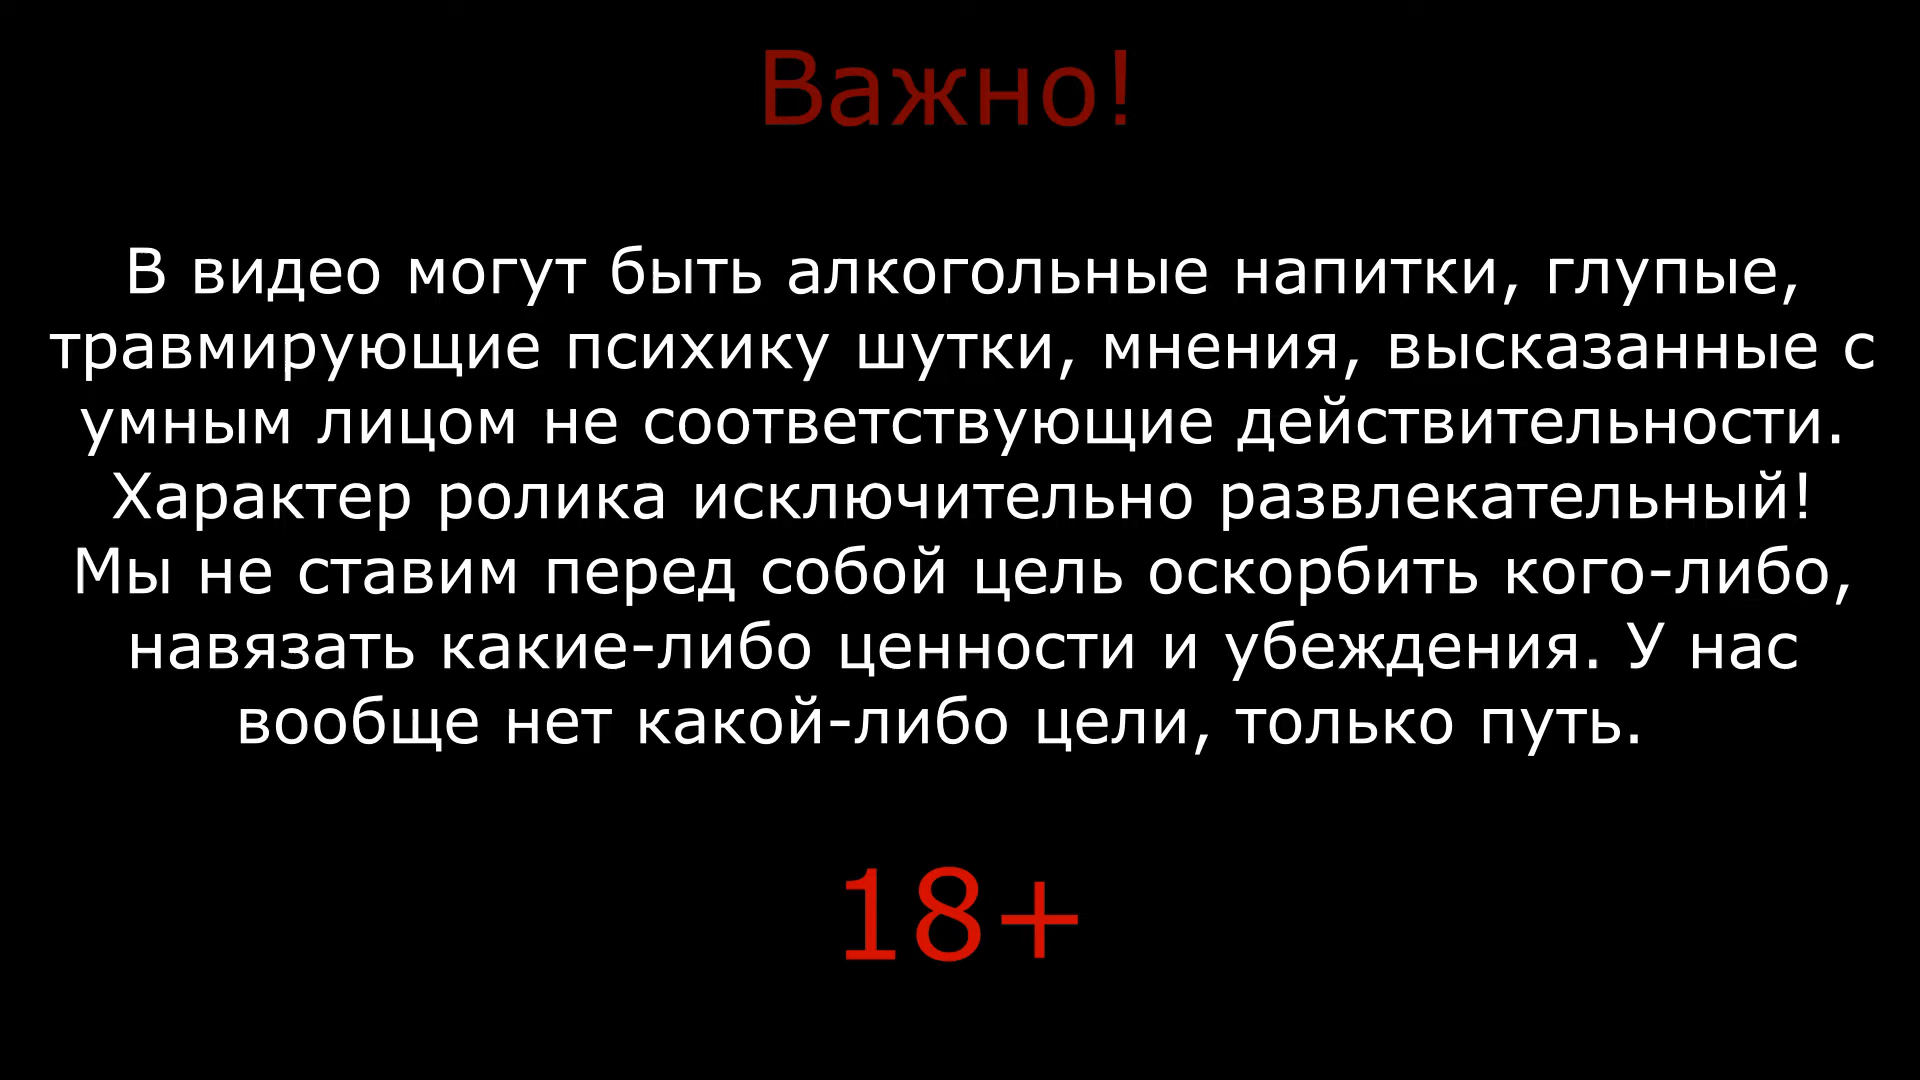 Важно!
В видео могут быть алкогольные напитки, глупые,
травмирующие психику шутки, мнения, высказанные с
умным лицом не соответствующие действительности.
Характер ролика исключительно развлекательный!
Мы не ставим перед собой цель оскорбить кого-либо,
навязать какие-либо ценности и убеждения. У нас
вообще нет какой-либо цели, только путь.
18+